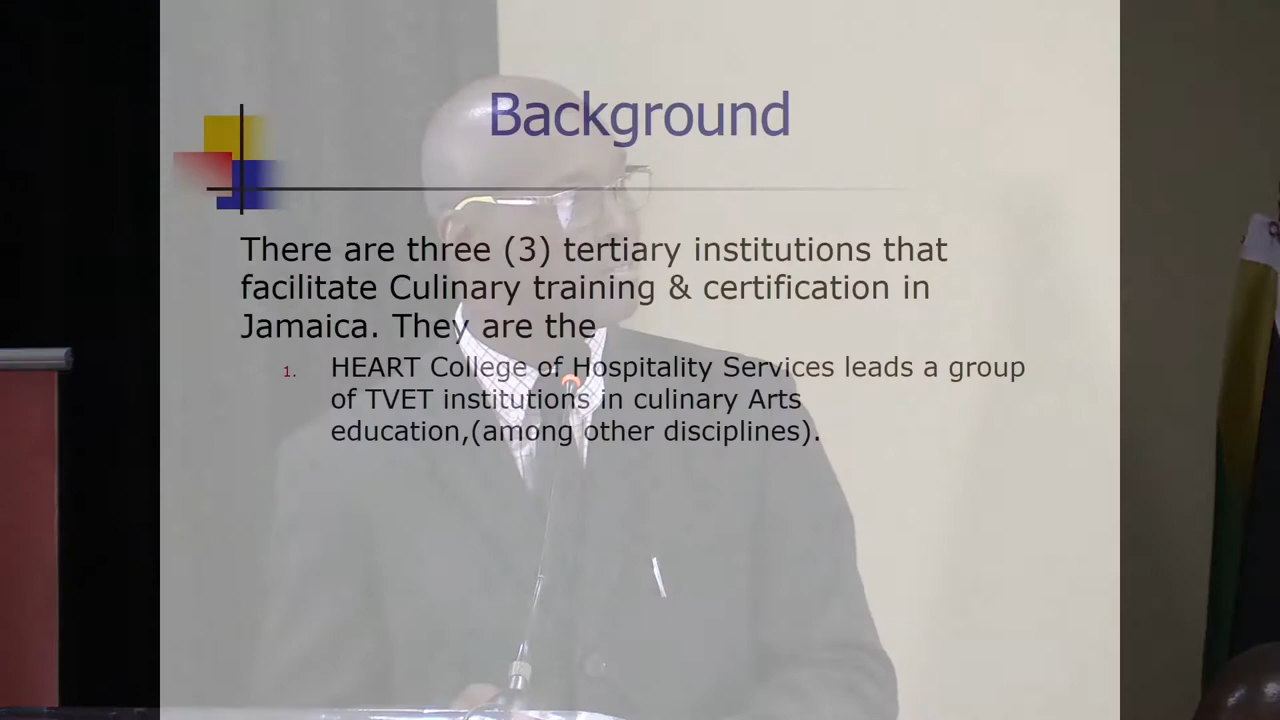 Background
There are three (3) tertiary institutions that
facilitate Culinary training & certification in
Jamaica. They are the
1. HEART College of Hospitality Services leads a group
of TVET institutions in culinary Arts
education,(among other disciplines).